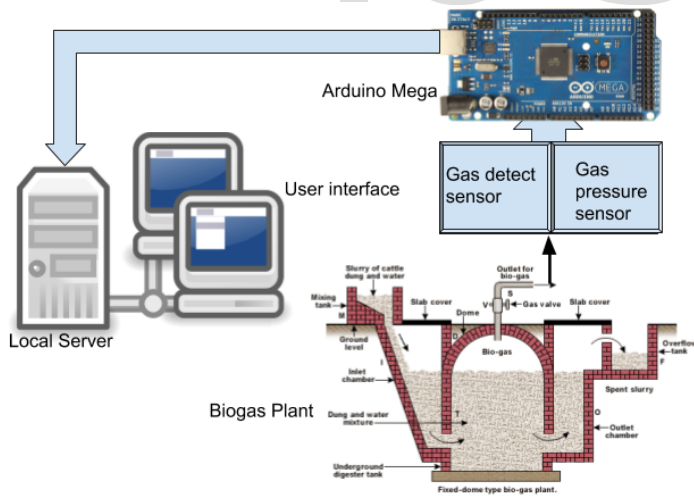 Arduino Mega
ARDUINO
MEGA
Gas detect
sensor
Gas
pressure
sensor
User interface
Local Server
Biogas Plant
Slurry of cattle
dung and water
Outlet for
bio-gas
Mixing
tank
Slab cover
S
V
Gas valve
Slab cover
M
Dome
D
Ground
level
Bio-gas
Overflow
tank
F
I
Inlet
chamber
Spent slurry
Dung and water
mixture
T
O
Outlet
chamber
Underground
digester tank
Fixed-dome type bio-gas plant.